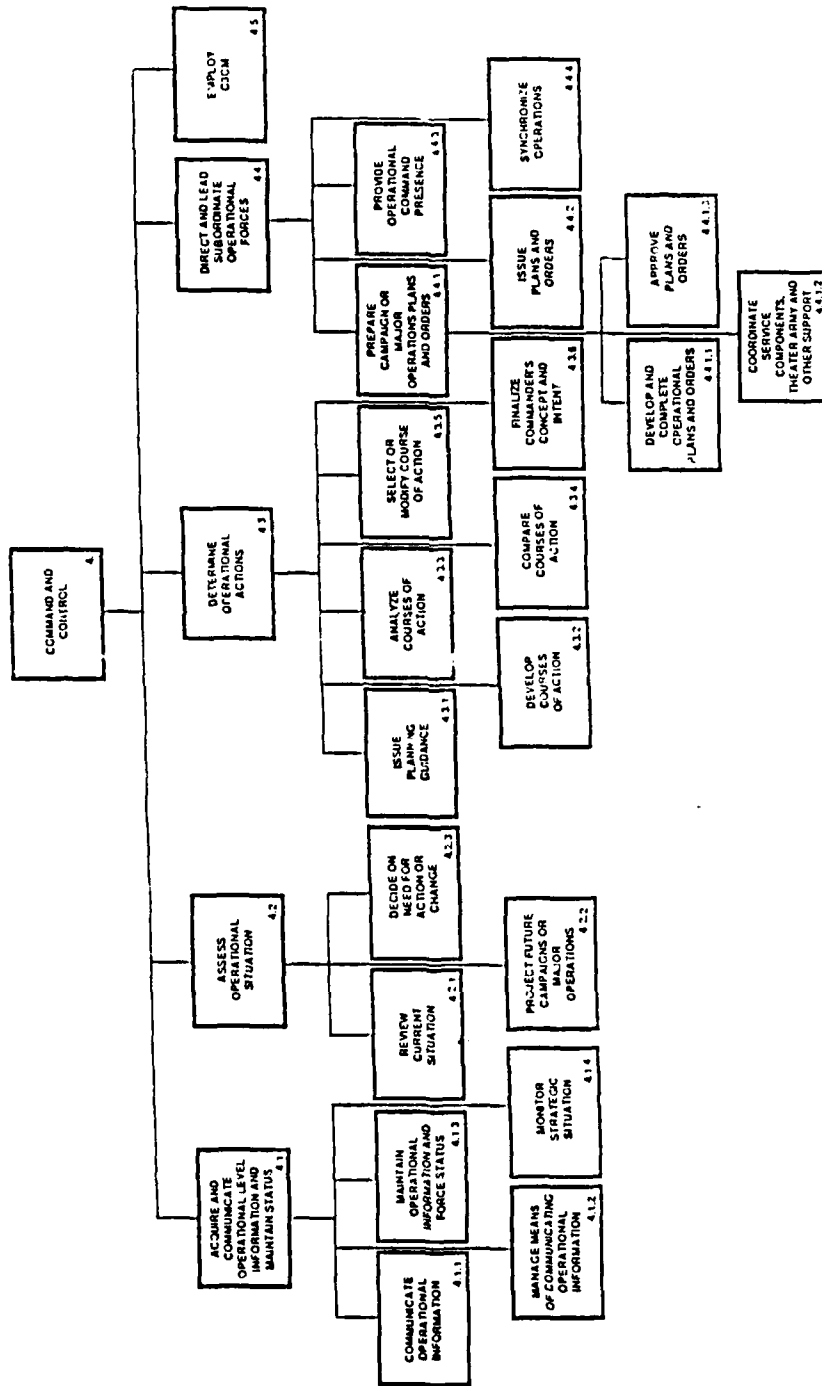 COMMAND AND
CONTROL
4.
ACQUIRE AND
COMMUNICATE
OPERATIONAL LEVEL
INFORMATION AND
MAINTAIN STATUS
4.1
ASSESS
OPERATIONAL
SITUATION
4.2
DETERMINE
OPERATIONAL
ACTIONS
4.3
DIRECT AND LEAD
SUBORDINATE
OPERATIONAL
FORCES
4.4
EMPLOY
C3CM
4.5
COMMUNICATE
OPERATIONAL
INFORMATION
4.1.1
MAINTAIN
OPERATIONAL
INFORMATION AND
FORCE STATUS
4.1.3
REVIEW
CURRENT
SITUATION
4.2.1
DECIDE ON
NEED FOR
ACTION OR
CHANGE
4.2.3
ISSUE
PLANNING
GUIDANCE
4.3.1
ANALYZE
COURSES OF
ACTION
4.3.3
SELECT OR
MODIFY COURSE
OF ACTION
4.3.5
PREPARE
CAMPAIGN OR
MAJOR
OPERATIONS PLANS
AND ORDERS
4.4.1
PROVIDE
OPERATIONAL
COMMAND
PRESENCE
4.4.3
MANAGE MEANS
OF COMMUNICATING
OPERATIONAL
INFORMATION
4.1.2
MONITOR
STRATEGIC
SITUATION
4.1.4
PROJECT FUTURE
CAMPAIGNS OR
MAJOR
OPERATIONS
4.2.2
DEVELOP
COURSES
OF ACTION
4.3.2
COMPARE
COURSES OF
ACTION
4.3.4
FINALIZE
COMMANDER'S
CONCEPT AND
INTENT
4.3.6
ISSUE
PLANS AND
ORDERS
4.4.2
SYNCHRONIZE
OPERATIONS
4.4.4
DEVELOP AND
COMPLETE
OPERATIONAL
PLANS AND ORDERS
4.4.1.1
APPROVE
PLANS AND
ORDERS
4.4.1.3
COORDINATE
SERVICE
COMPONENTS,
THEATER ARMY AND
OTHER SUPPORT
4.4.1.2